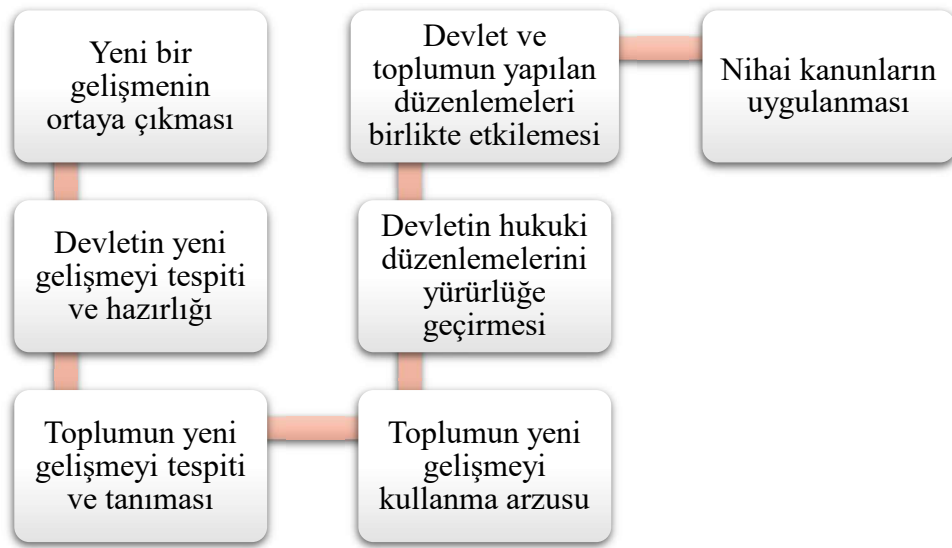 Yeni bir
gelişmenin
ortaya çıkması
Devletin yeni
gelişmeyi tespiti
ve hazırlığı
Toplumun yeni
gelişmeyi tespiti
ve tanıması
Toplumun yeni
gelişmeyi
kullanma arzusu
Devletin hukuki
düzenlemelerini
yürürlüğe
geçirmesi
Devlet ve
toplumun yapılan
düzenlemeleri
birlikte etkilemesi
Nihai kanunların
uygulanması